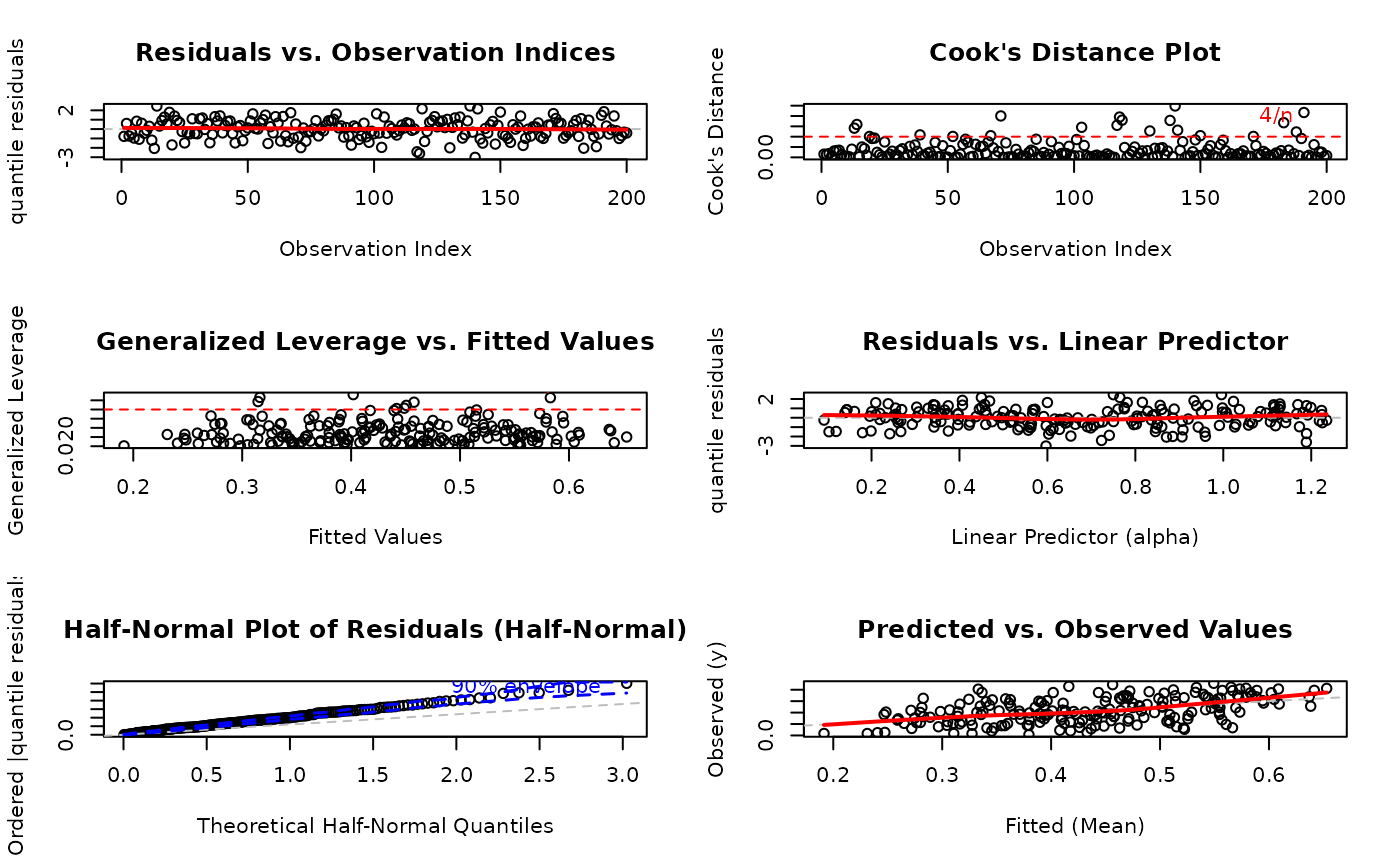 Residuals vs. Observation Indices
quantile residuals
2
-3
0 50 100 150 200
Observation Index
Cook's Distance Plot
Cook's Distance
0.00
4/n
0 50 100 150 200
Observation Index
Generalized Leverage vs. Fitted Values
Generalized Leverage
0.020
0.2 0.3 0.4 0.5 0.6
Fitted Values
Residuals vs. Linear Predictor
quantile residuals
2
-3
0.2 0.4 0.6 0.8 1.0 1.2
Linear Predictor (alpha)
Half-Normal Plot of Residuals (Half-Normal)
Ordered |quantile residuals
0.0
90% envelope
0.0 0.5 1.0 1.5 2.0 2.5 3.0
Theoretical Half-Normal Quantiles
Predicted vs. Observed Values
Observed (y)
0.0
0.2 0.3 0.4 0.5 0.6
Fitted (Mean)